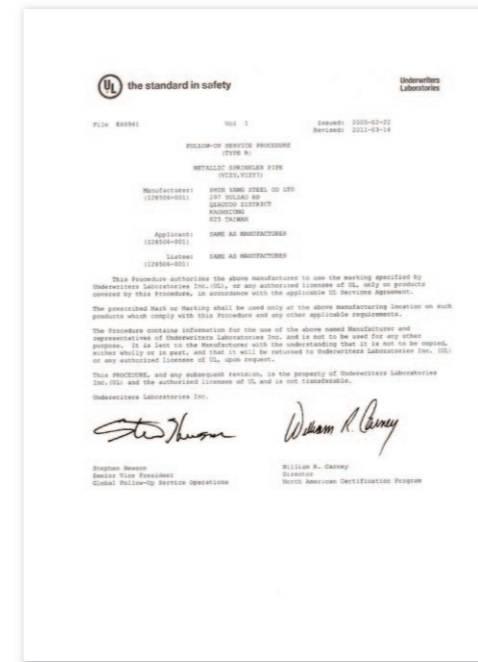 UL the standard in safety
Underwriters
Laboratories
File Vol 1 Issued: 2005-02-22
Revised: 2011-03-14
FOLLOW-UP SERVICE PROCEDURE
(TYPE R)
METALLIC SPRINKLER PIPE
(VIZY, VIZY7)
Manufacturer: SHIN YANG STEEL CO LTD
(128506-001) 297 RD
QIAOTOU DISTRICT
KAOHSIUNG
825 TAIWAN
Applicant: SAME AS MANUFACTURER
(128506-001)
Listee: SAME AS MANUFACTURER
(128506-001)
This Procedure authorizes the above manufacturer to use the marking specified by
Underwriters Laboratories Inc. (UL), or any authorized licensee of UL, only on products
covered by this Procedure, in accordance with the applicable UL Services Agreement.
The prescribed Mark or Marking shall be used only at the above manufacturing location on such
products which comply with this Procedure and any other applicable requirements.
The Procedure contains information for the use of the above named Manufacturer and
representatives of Underwriters Laboratories Inc. and is not to be used for any other
purpose. It is lent to the Manufacturer with the understanding that it is not to be copied,
either wholly or in part, and that it will be returned to Underwriters Laboratories Inc. (UL)
or any authorized licensee of UL, upon request.
This PROCEDURE, and any subsequent revision, is the property of Underwriters Laboratories
Inc. (UL) and the authorized licensee of UL and is not transferable.
Underwriters Laboratories Inc.
William R. Carney
Stephen Hewson
Senior Vice President
Global Follow-Up Service Operations
William R. Carney
Director
North American Certification Program